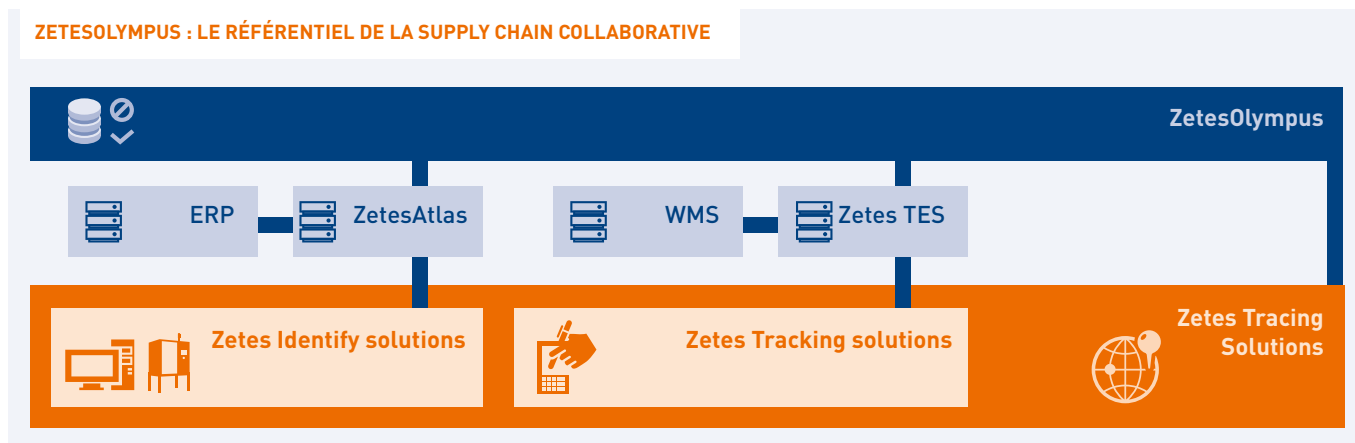 ZETESOLYMPUS : LE RÉFÉRENTIEL DE LA SUPPLY CHAIN COLLABORATIVE
ZetesOlympus
ERP
ZetesAtlas
WMS
Zetes TES
Zetes Identify solutions
Zetes Tracking solutions
Zetes Tracing
Solutions